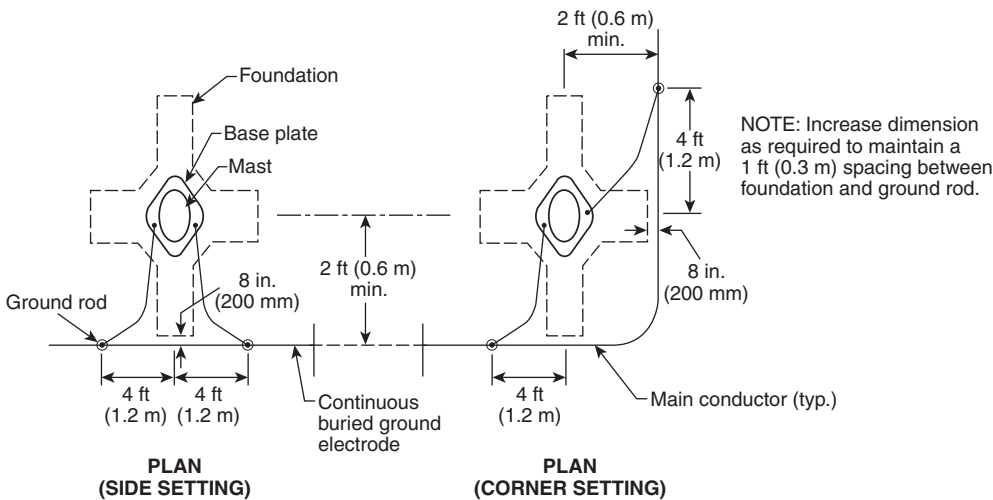 2 ft (0.6 m)
min.
Foundation
Base plate
Mast
4 ft
(1.2 m)
NOTE: Increase dimension
as required to maintain a
1 ft (0.3 m) spacing between
foundation and ground rod.
2 ft (0.6 m)
min.
8 in.
(200 mm)
8 in.
(200 mm)
Ground rod
4 ft
(1.2 m)
4 ft
(1.2 m)
Continuous
buried ground
electrode
4 ft
(1.2 m)
Main conductor (typ.)
PLAN
(SIDE SETTING)
PLAN
(CORNER SETTING)